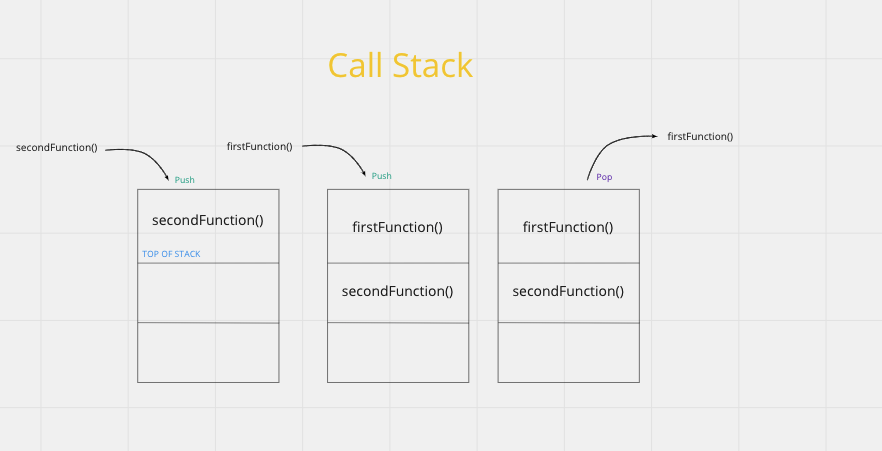 Call Stack
secondFunction()
Push
secondFunction()
TOP OF STACK
firstFunction()
Push
firstFunction()
secondFunction()
firstFunction()
Pop
firstFunction()
secondFunction()